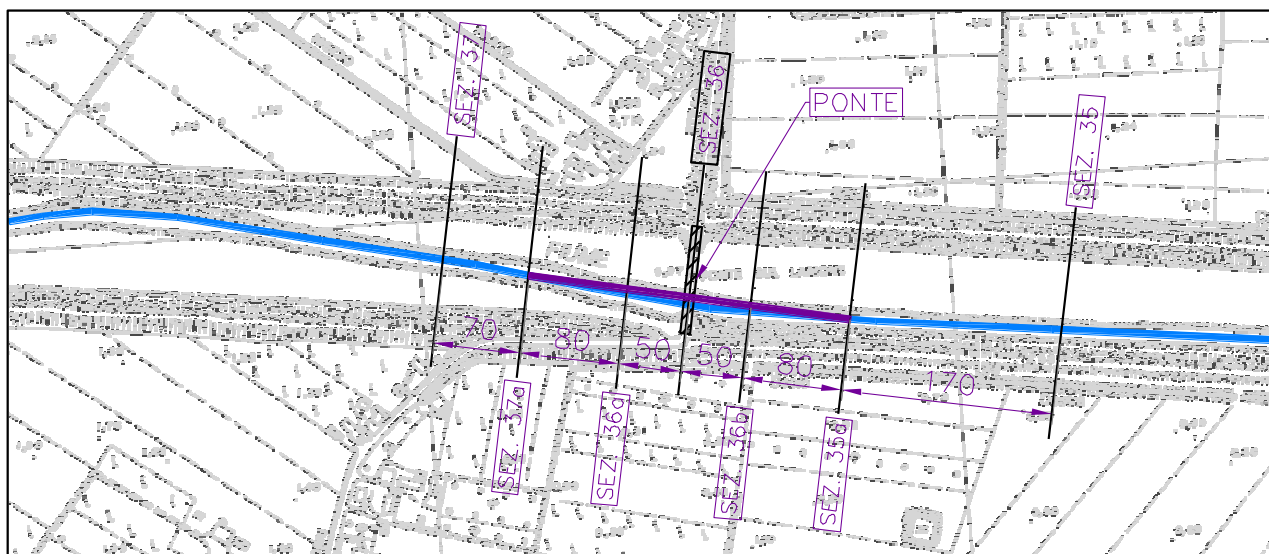 SEZ. 37
SEZ. 36
PONTE
SEZ. 35
70
80
50
50
80
170
SEZ. 37a
SEZ. 36a
SEZ. 36b
SEZ. 35a